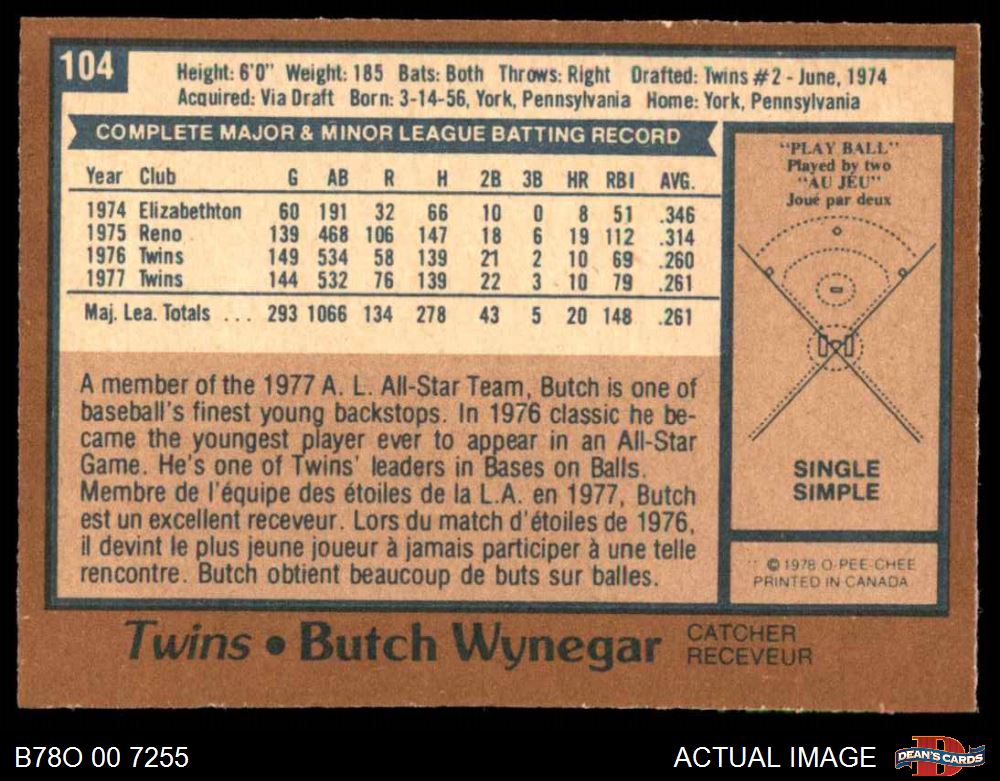 104
Height: 6'0" Weight: 185 Bats: Both Throws: Right Drafted: Twins #2 - June, 1974
Acquired: Via Draft Born: 3-14-56, York, Pennsylvania Home: York, Pennsylvania
COMPLETE MAJOR & MINOR LEAGUE BATTING RECORD
Year Club G AB R H 2B 3B HR RBI AVG.
1974 Elizabethton 60 191 32 66 10 0 8 51 .346
1975 Reno 139 468 106 147 18 6 19 112 .314
1976 Twins 149 534 58 139 21 2 10 69 .260
1977 Twins 144 532 76 139 22 3 10 79 .261
Maj. Lea. Totals ... 293 1066 134 278 43 5 20 148 .261
A member of the 1977 A. L. All-Star Team, Butch is one of
baseball's finest young backstops. In 1976 classic he be-
came the youngest player ever to appear in an All-Star
Game. He's one of Twins' leaders in Bases on Balls.
Membre de l'équipe des étoiles de la L.A. en 1977, Butch
est un excellent receveur. Lors du match d'étoiles de 1976,
il devint le plus jeune joueur à jamais participer à une telle
rencontre. Butch obtient beaucoup de buts sur balles.
"PLAY BALL"
Played by two
"AU JEU"
Joué par deux
SINGLE
SIMPLE
© 1978 O-PEE-CHEE
PRINTED IN CANADA
Twins • Butch Wynegar
CATCHER
RECEVEUR
B78O 00 7255
ACTUAL IMAGE
DEAN'S CARDS